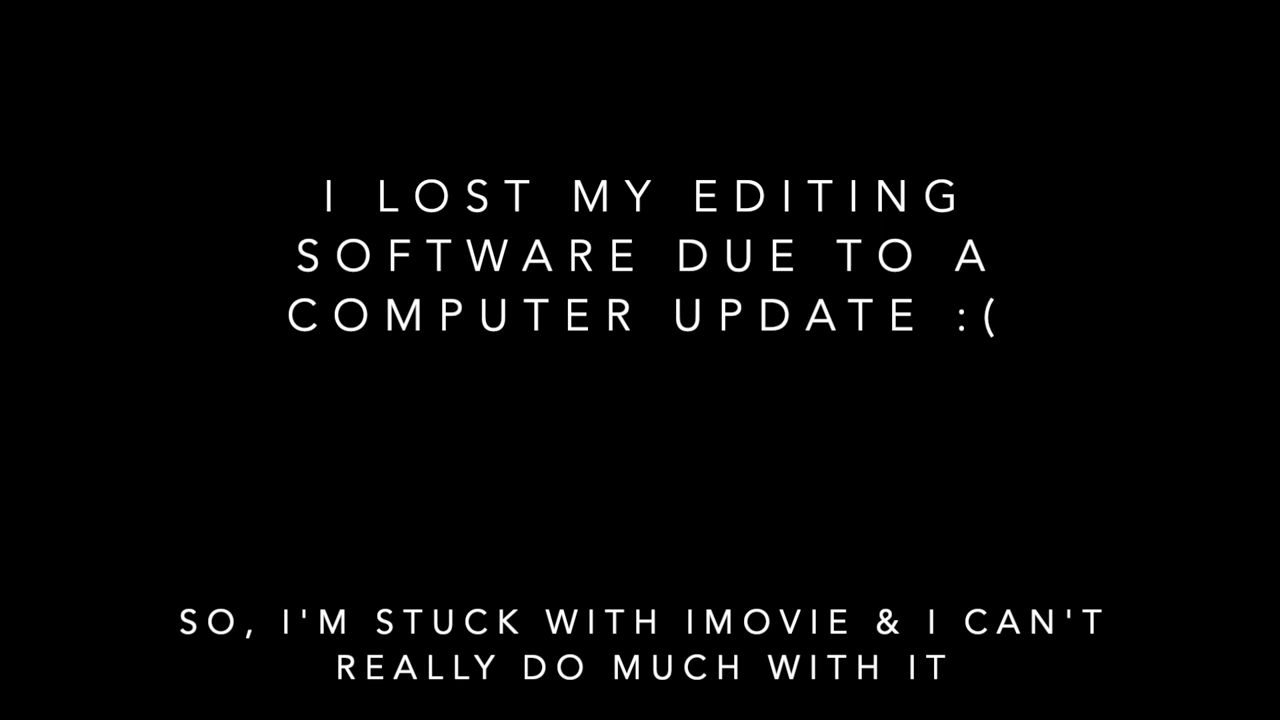 I LOST MY EDITING
SOFTWARE DUE TO A
COMPUTER UPDATE :(
SO, I'M STUCK WITH IMOVIE & I CAN'T
REALLY DO MUCH WITH IT